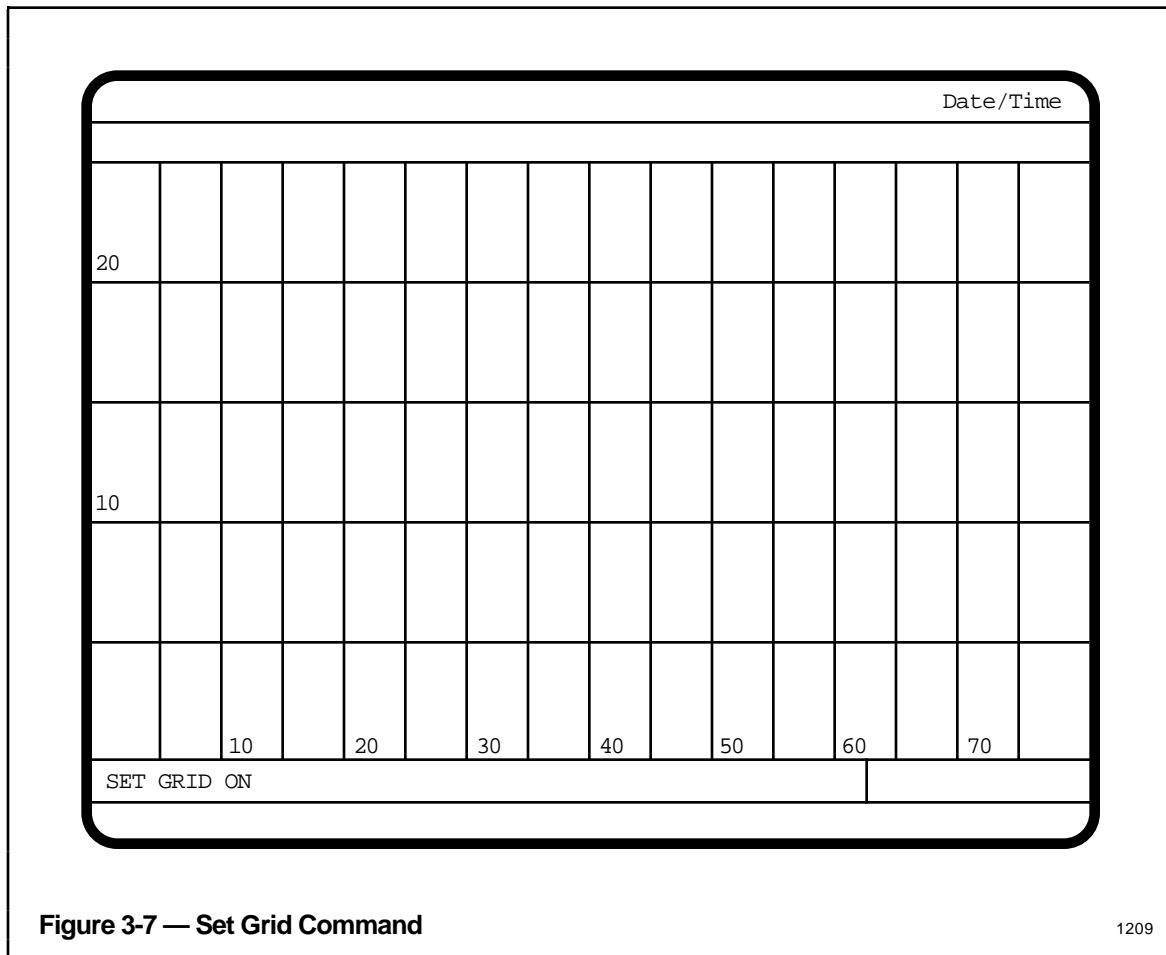 Date/Time
20
10
10 20 30 40 50 60 70
SET GRID ON
Figure 3-7 — Set Grid Command
1209